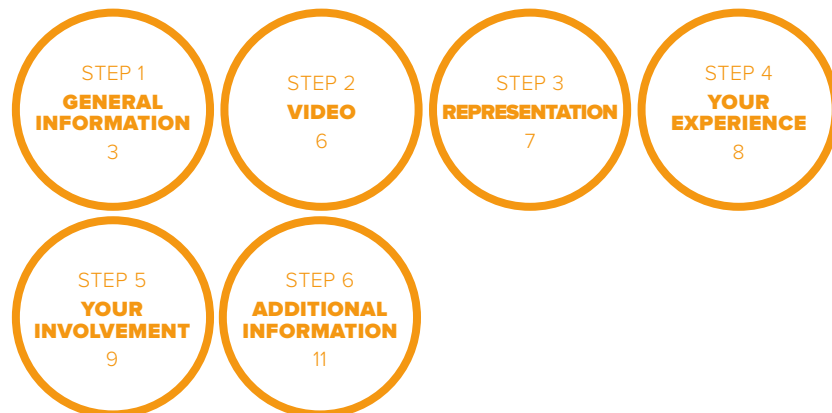 STEP 1
GENERAL
INFORMATION
3
STEP 2
VIDEO
6
STEP 3
REPRESENTATION
7
STEP 4
YOUR
EXPERIENCE
8
STEP 5
YOUR
INVOLVEMENT
9
STEP 6
ADDITIONAL
INFORMATION
11